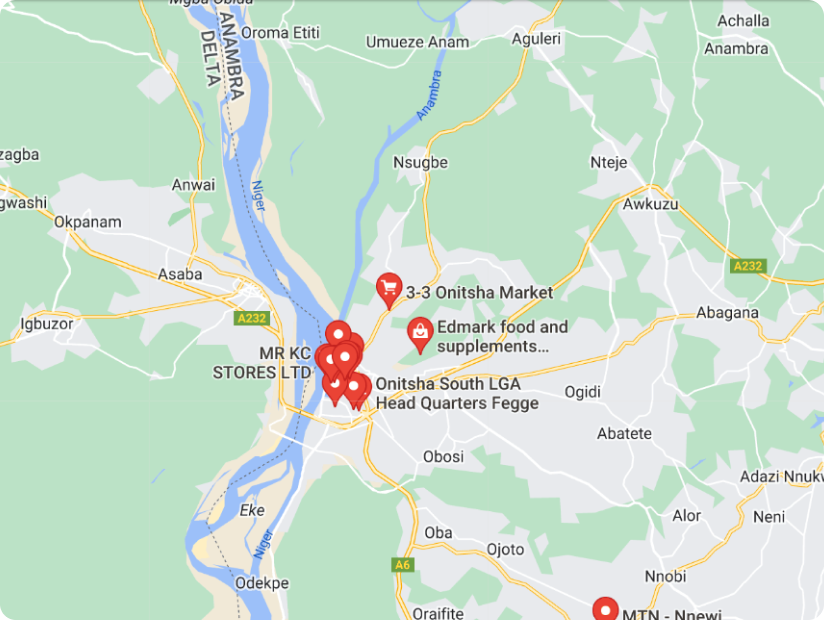 Mgba Obida
ANAMBRA
DELTA
Oroma Etiti
Umueze Anam
Aguleri
Achalla
Anambra
Anambra
zagba
Nsugbe
Nteje
Anwai
Niger
gwashi
Okpanam
Awkuzu
Asaba
A232
3-3 Onitsha Market
A232
Igbuzor
Edmark food and
supplements...
Abagana
MR KC
STORES LTD
Onitsha South LGA
Head Quarters Fegge
Ogidi
Abatete
Obosi
Adazi Nnukw
Eke
Alor
Neni
Oba
Ojoto
Niger
A6
Nnobi
Odekpe
Oraifite
MTN - Nnewi